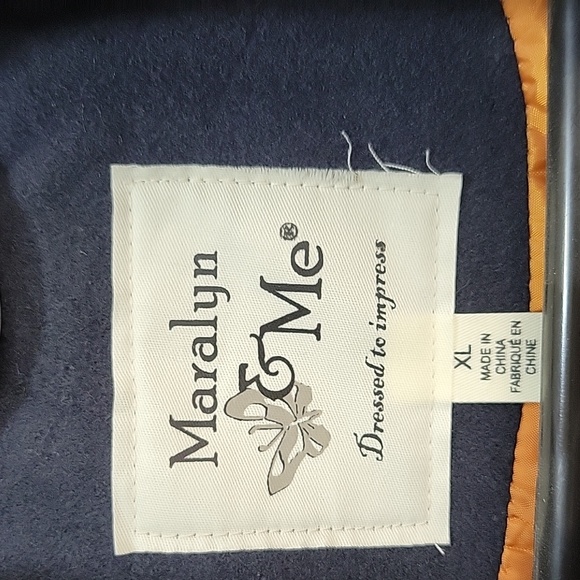 Maralyn
& Me®
Dressed to impress
XL
MADE IN
CHINA
FABRIQUÉ EN
CHINE